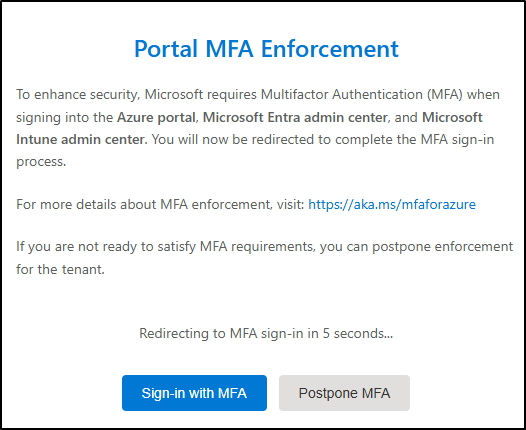 Portal MFA Enforcement
To enhance security, Microsoft requires Multifactor Authentication (MFA) when
signing into the Azure portal, Microsoft Entra admin center, and Microsoft
Intune admin center. You will now be redirected to complete the MFA sign-in
process.
For more details about MFA enforcement, visit: https://aka.ms/mfaforazure
If you are not ready to satisfy MFA requirements, you can postpone enforcement
for the tenant.
Redirecting to MFA sign-in in 5 seconds...
Sign-in with MFA
Postpone MFA